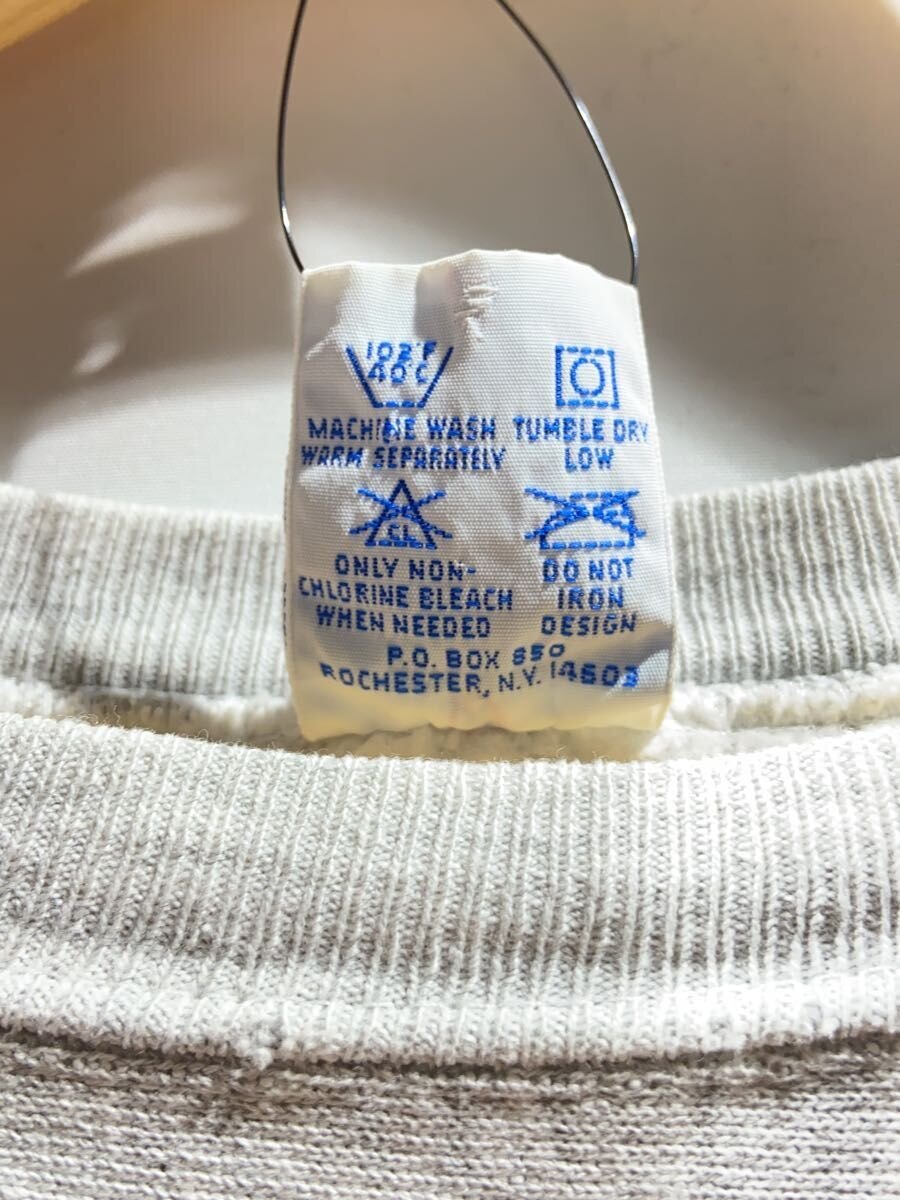 102°F
40°C
MACHINE WASH
WARM SEPARATELY
TUMBLE DRY
LOW
CL
ONLY NON-
CHLORINE BLEACH
WHEN NEEDED
DO NOT
IRON
DESIGN
P.O. BOX 850
ROCHESTER, N.Y. 14603